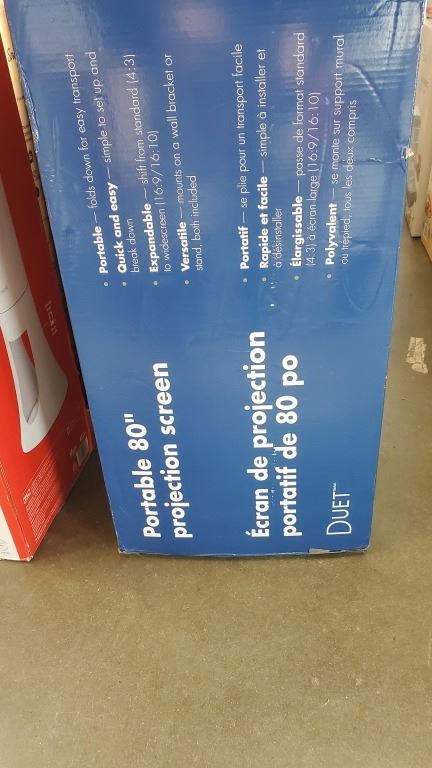 Portable 80"
projection screen
• Portable — folds down for easy transport
• Quick and easy — simple to set up and
break down
• Expandable — shift from standard (4:3)
to widescreen (16:9/16:10)
• Versatile — mounts on a wall bracket or
stand, both included
Écran de projection
portatif de 80 po
• Portatif — se plie pour un transport facile
• Rapide et facile — simple à installer et
à désinstaller
• Élargissable — passe de format standard
(4:3) à écran large (16:9/16:10)
• Polyvalent — se monte sur support mural
ou trépied, tous les deux compris
DUET™